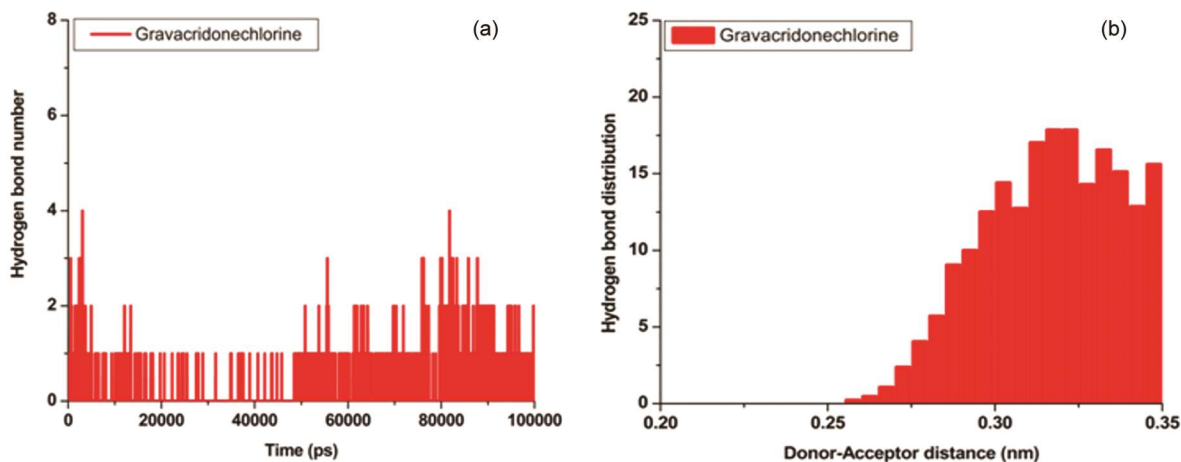 Gravacridonechlorine
(a)
8
6
4
2
0
Hydrogen bond number
0 20000 40000 60000 80000 100000
Time (ps)
Gravacridonechlorine
(b)
25
20
15
10
5
0
Hydrogen bond distribution
0.20 0.25 0.30 0.35
Donor-Acceptor distance (nm)